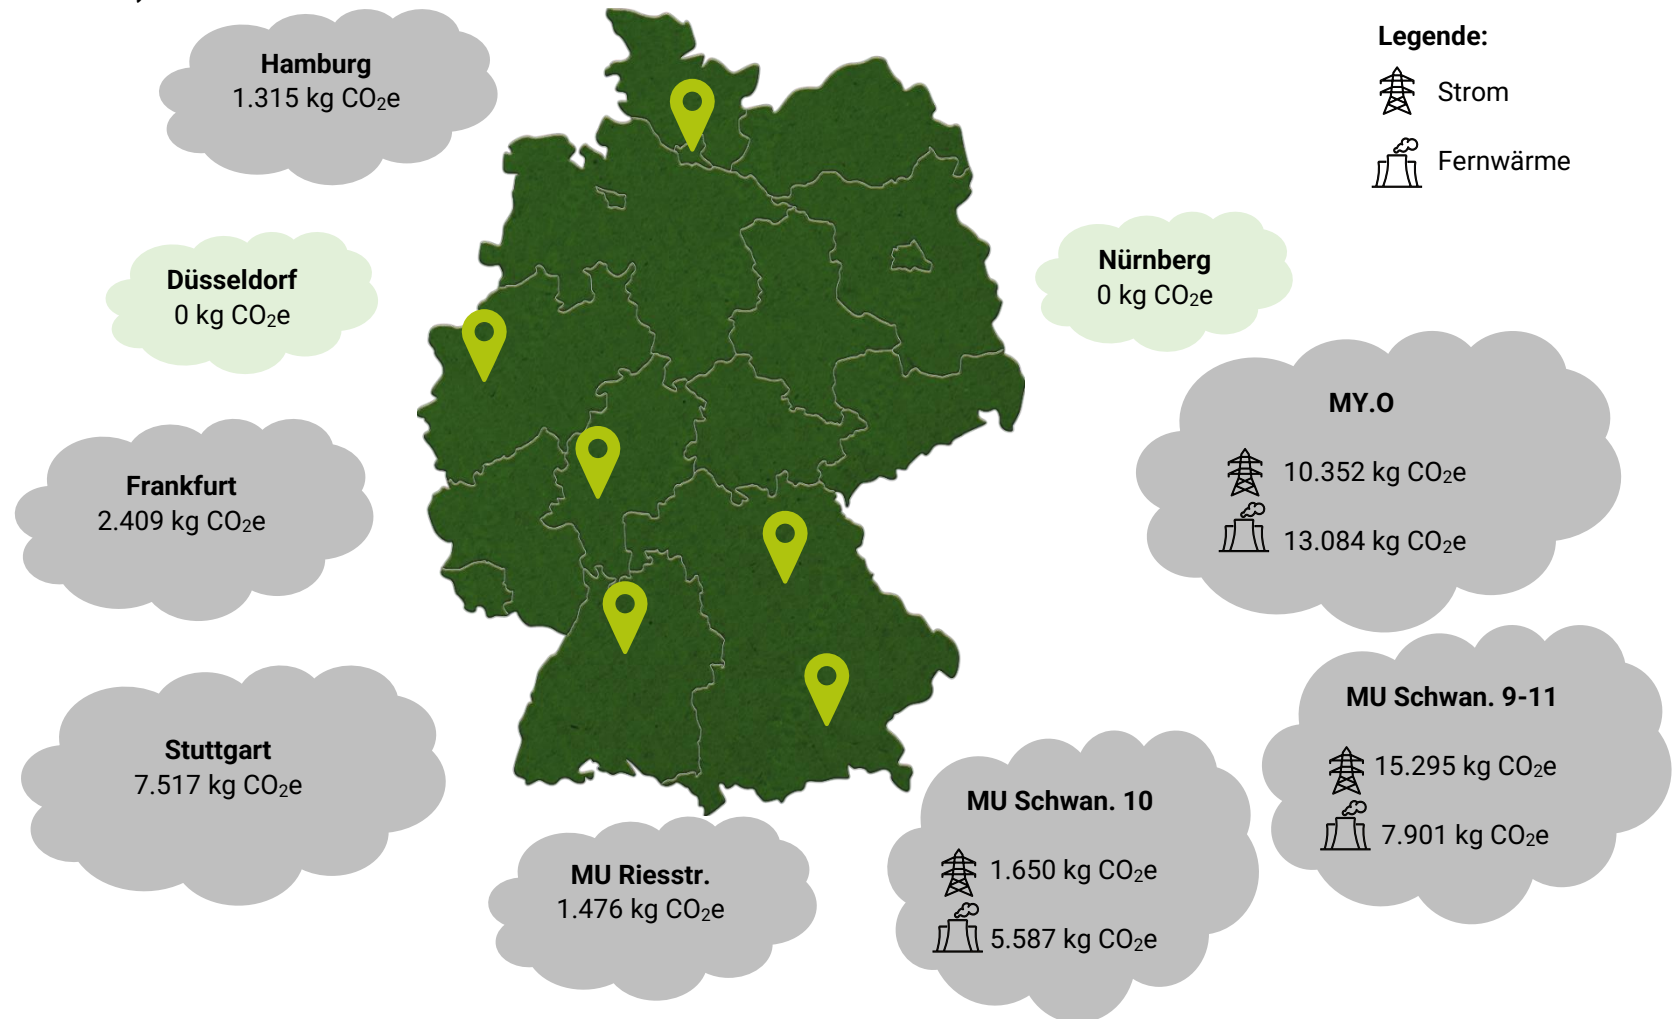 Hamburg
1.315 kg CO₂e
Legende:
Strom
Fernwärme
Düsseldorf
0 kg CO₂e
Nürnberg
0 kg CO₂e
MY.O
10.352 kg CO₂e
13.084 kg CO₂e
Frankfurt
2.409 kg CO₂e
MU Schwan. 9-11
15.295 kg CO₂e
7.901 kg CO₂e
Stuttgart
7.517 kg CO₂e
MU Schwan. 10
1.650 kg CO₂e
5.587 kg CO₂e
MU Riesstr.
1.476 kg CO₂e